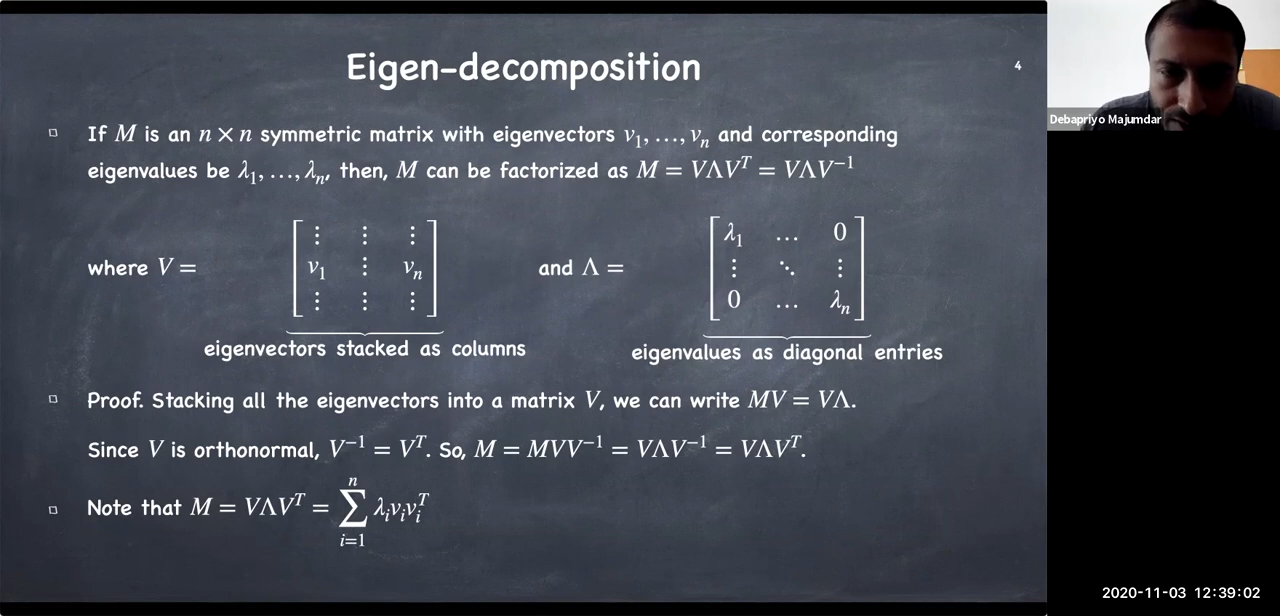 Eigen-decomposition
4
If M is an n × n symmetric matrix with eigenvectors v₁, …, vₙ and corresponding
eigenvalues be λ₁, …, λₙ, then, M can be factorized as M = VΛVᵀ = VΛV⁻¹
where V = [ ⋮ ⋮ ⋮ ; v₁ ⋮ vₙ ; ⋮ ⋮ ⋮ ] and Λ = [ λ₁ … 0 ; ⋮ ⋱ ⋮ ; 0 … λₙ ]
eigenvectors stacked as columns
eigenvalues as diagonal entries
Proof. Stacking all the eigenvectors into a matrix V, we can write MV = VΛ.
Since V is orthonormal, V⁻¹ = Vᵀ. So, M = MVV⁻¹ = VΛV⁻¹ = VΛVᵀ.
Note that M = VΛVᵀ = ∑ᵢ₌₁ⁿ λᵢvᵢvᵢᵀ
Debapriyo Majumdar
2020-11-03 12:39:02